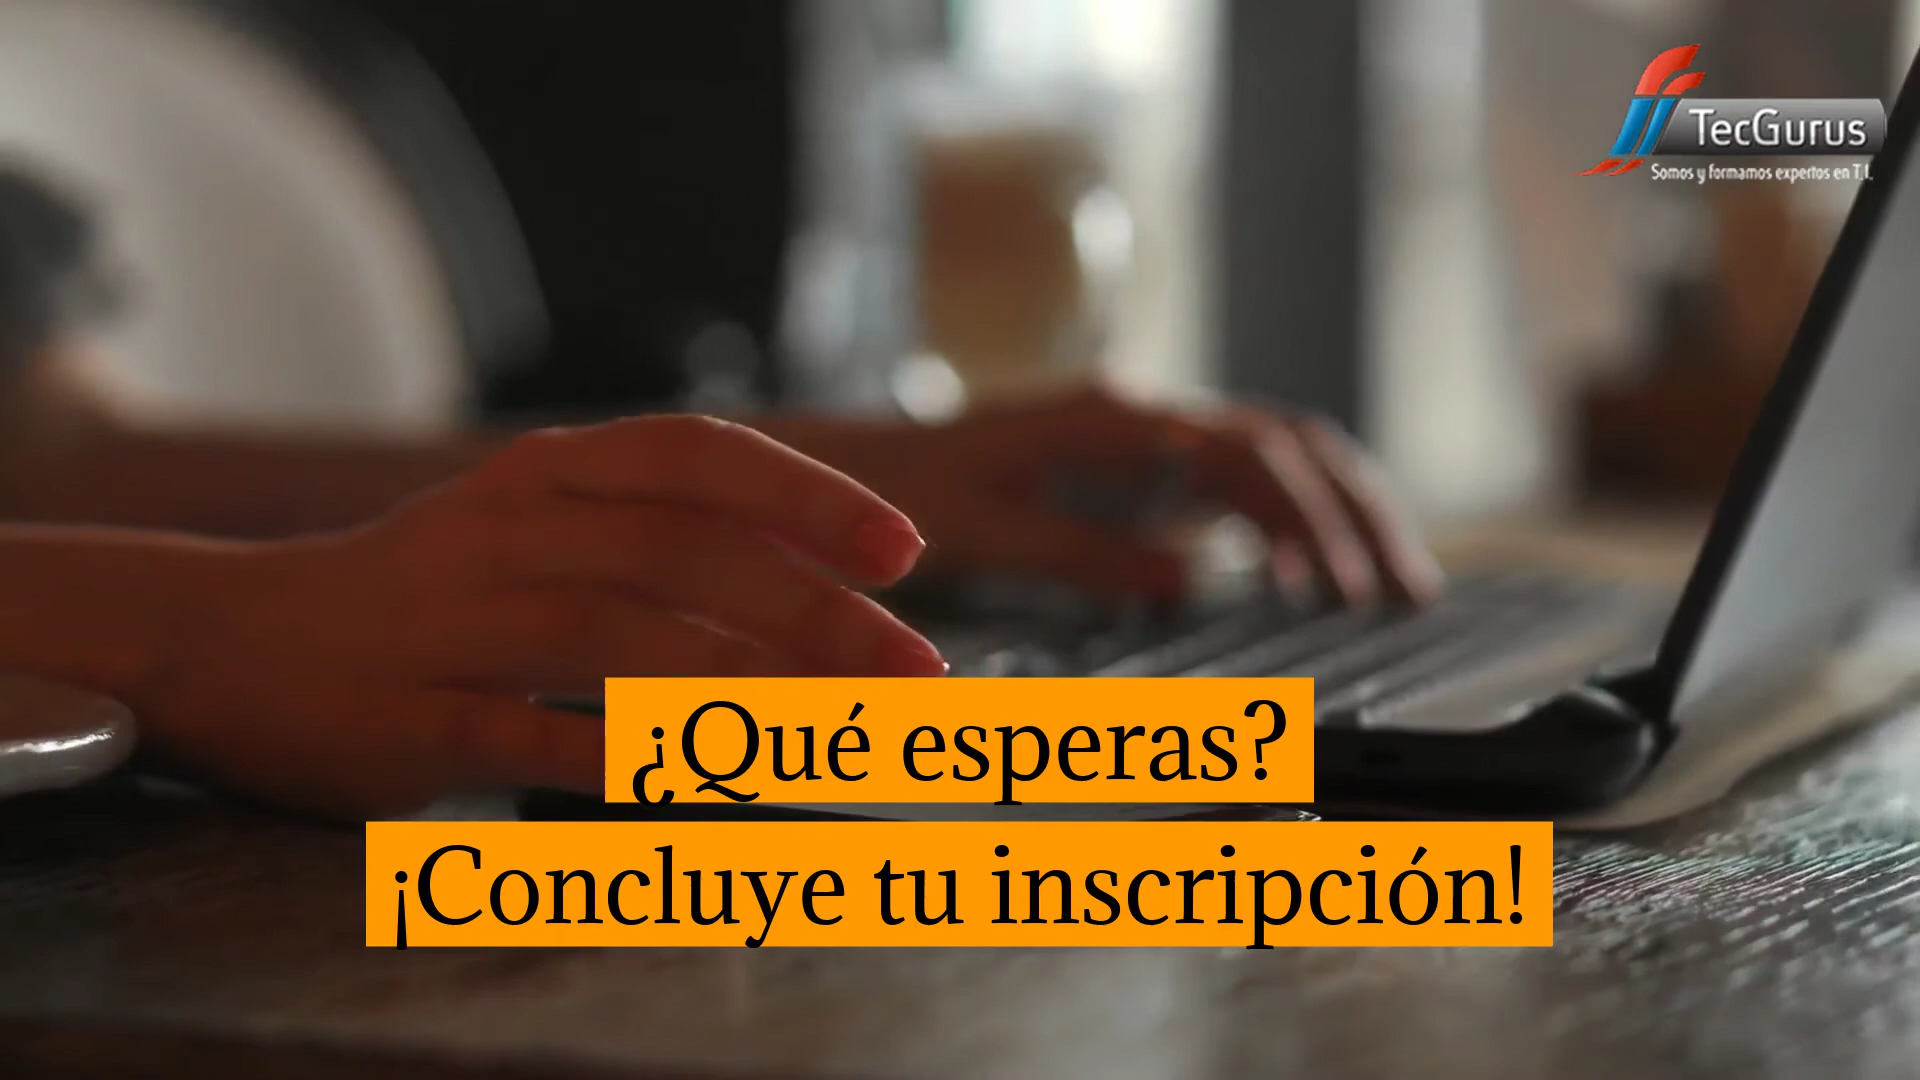 TecGurus
Somos y formamos expertos en T.I.
¿Qué esperas?
¡Concluye tu inscripción!